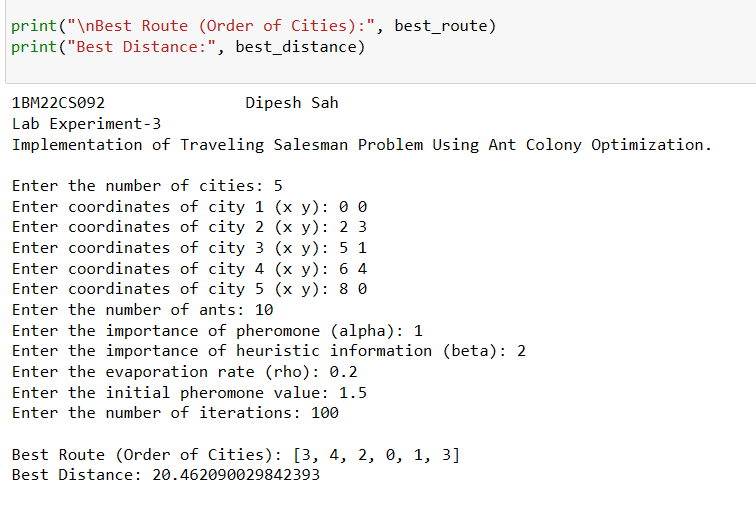 print("\nBest Route (Order of Cities):", best_route)
print("Best Distance:", best_distance)
1BM22CS092               Dipesh Sah
Lab Experiment-3
Implementation of Traveling Salesman Problem Using Ant Colony Optimization.
Enter the number of cities: 5
Enter coordinates of city 1 (x y): 0 0
Enter coordinates of city 2 (x y): 2 3
Enter coordinates of city 3 (x y): 5 1
Enter coordinates of city 4 (x y): 6 4
Enter coordinates of city 5 (x y): 8 0
Enter the number of ants: 10
Enter the importance of pheromone (alpha): 1
Enter the importance of heuristic information (beta): 2
Enter the evaporation rate (rho): 0.2
Enter the initial pheromone value: 1.5
Enter the number of iterations: 100
Best Route (Order of Cities): [3, 4, 2, 0, 1, 3]
Best Distance: 20.462090029842393